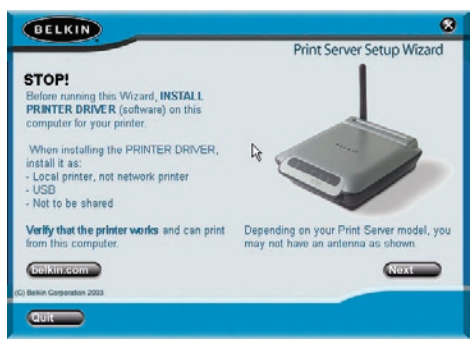 BELKIN
Print Server Setup Wizard
STOP!
Before running this Wizard, INSTALL
PRINTER DRIVER (software) on this
computer for your printer.
When installing the PRINTER DRIVER,
install it as:
- Local printer, not network printer
- USB
- Not to be shared
Verify that the printer works and can print
from this computer.
Depending on your Print Server model, you
may not have an antenna as shown.
belkin.com
Next
(C) Belkin Corporation 2003
Quit